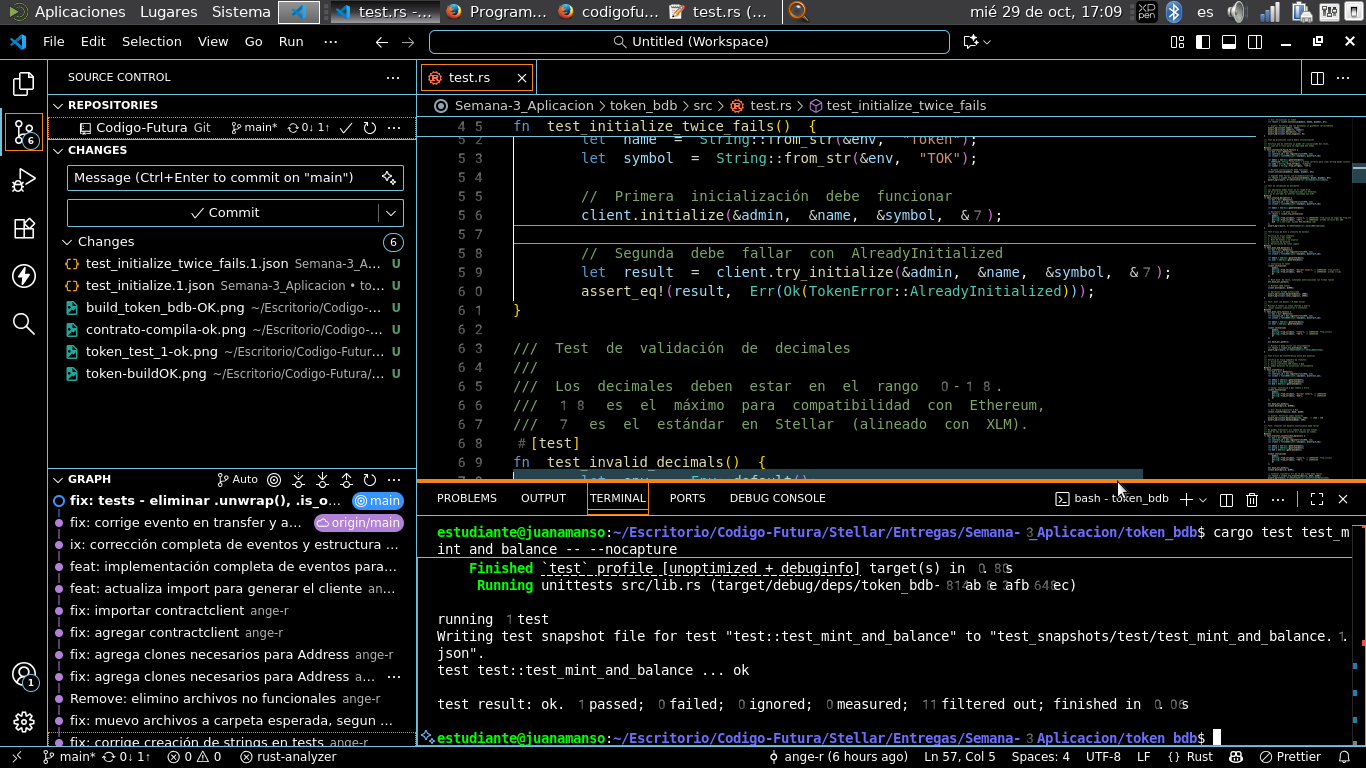 Aplicaciones Lugares Sistema test.rs -... Program... codigofu... test.rs (... mié 29 de oct, 17:09 XP PEN es
File Edit Selection View Go Run ··· Untitled (Workspace)
SOURCE CONTROL ···
REPOSITORIES
Codigo-Futura Git main* 0↓ 1↑
CHANGES
Message (Ctrl+Enter to commit on "main")
Commit
Changes 6
test_initialize_twice_fails.1.json Semana-3_A... U
test_initialize.1.json Semana-3_Aplicacion • to... U
build_token_bdb-OK.png ~/Escritorio/Codigo-... U
contrato-compila-ok.png ~/Escritorio/Codigo-... U
token_test_1-ok.png ~/Escritorio/Codigo-Futur... U
token-buildOK.png ~/Escritorio/Codigo-Futura/... U
GRAPH Auto ···
fix: tests - eliminar .unwrap(), .is_o... main
fix: corrige evento en transfer y a... origin/main
ix: corrección completa de eventos y estructura ...
feat: implementación completa de eventos para...
feat: actualiza import para generar el cliente an...
fix: importar contractclient ange-r
fix: agregar contractclient ange-r
fix: agrega clones necesarios para Address ange-r
fix: agrega clones necesarios para Address a... ···
Remove: elimino archivos no funcionales ange-r
fix: muevo archivos a carpeta esperada, segun ...
fix: corrige creación de strings en tests ange-r
6
1
test.rs
Semana-3_Aplicacion > token_bdb > src > test.rs > test_initialize_twice_fails
45 fn test_initialize_twice_fails() {
52 let name = String::from_str(&env, "Token");
53 let symbol = String::from_str(&env, "TOK");
54
55 // Primera inicialización debe funcionar
56 client.initialize(&admin, &name, &symbol, &7);
57
58 // Segunda debe fallar con AlreadyInitialized
59 let result = client.try_initialize(&admin, &name, &symbol, &7);
60 assert_eq!(result, Err(Ok(TokenError::AlreadyInitialized)));
61 }
62
63 /// Test de validación de decimales
64 ///
65 /// Los decimales deben estar en el rango 0-18.
66 /// 18 es el máximo para compatibilidad con Ethereum,
67 /// 7 es el estándar en Stellar (alineado con XLM).
68 #[test]
69 fn test_invalid_decimals() {
70 let env = Env::default();
PROBLEMS OUTPUT TERMINAL PORTS DEBUG CONSOLE bash - token_bdb ···
estudiante@juanamanso:~/Escritorio/Codigo-Futura/Stellar/Entregas/Semana-3_Aplicacion/token_bdb$ cargo test test_m
int_and_balance -- --nocapture
Finished `test` profile [unoptimized + debuginfo] target(s) in 0.80s
Running unittests src/lib.rs
running 1 test
Writing test snapshot file for test "test::test_mint_and_balance" to "test_snapshots/test/test_mint_and_balance.1.
json".
test test::test_mint_and_balance ... ok
test result: ok. 1 passed; 0 failed; 0 ignored; 0 measured; 11 filtered out; finished in 0.06s
estudiante@juanamanso:~/Escritorio/Codigo-Futura/Stellar/Entregas/Semana-3_Aplicacion/token_bdb$
main* 0↓ 1↑ 0 0 rust-analyzer ange-r (6 hours ago) Ln 57, Col 5 Spaces: 4 UTF-8 LF {} Rust Prettier